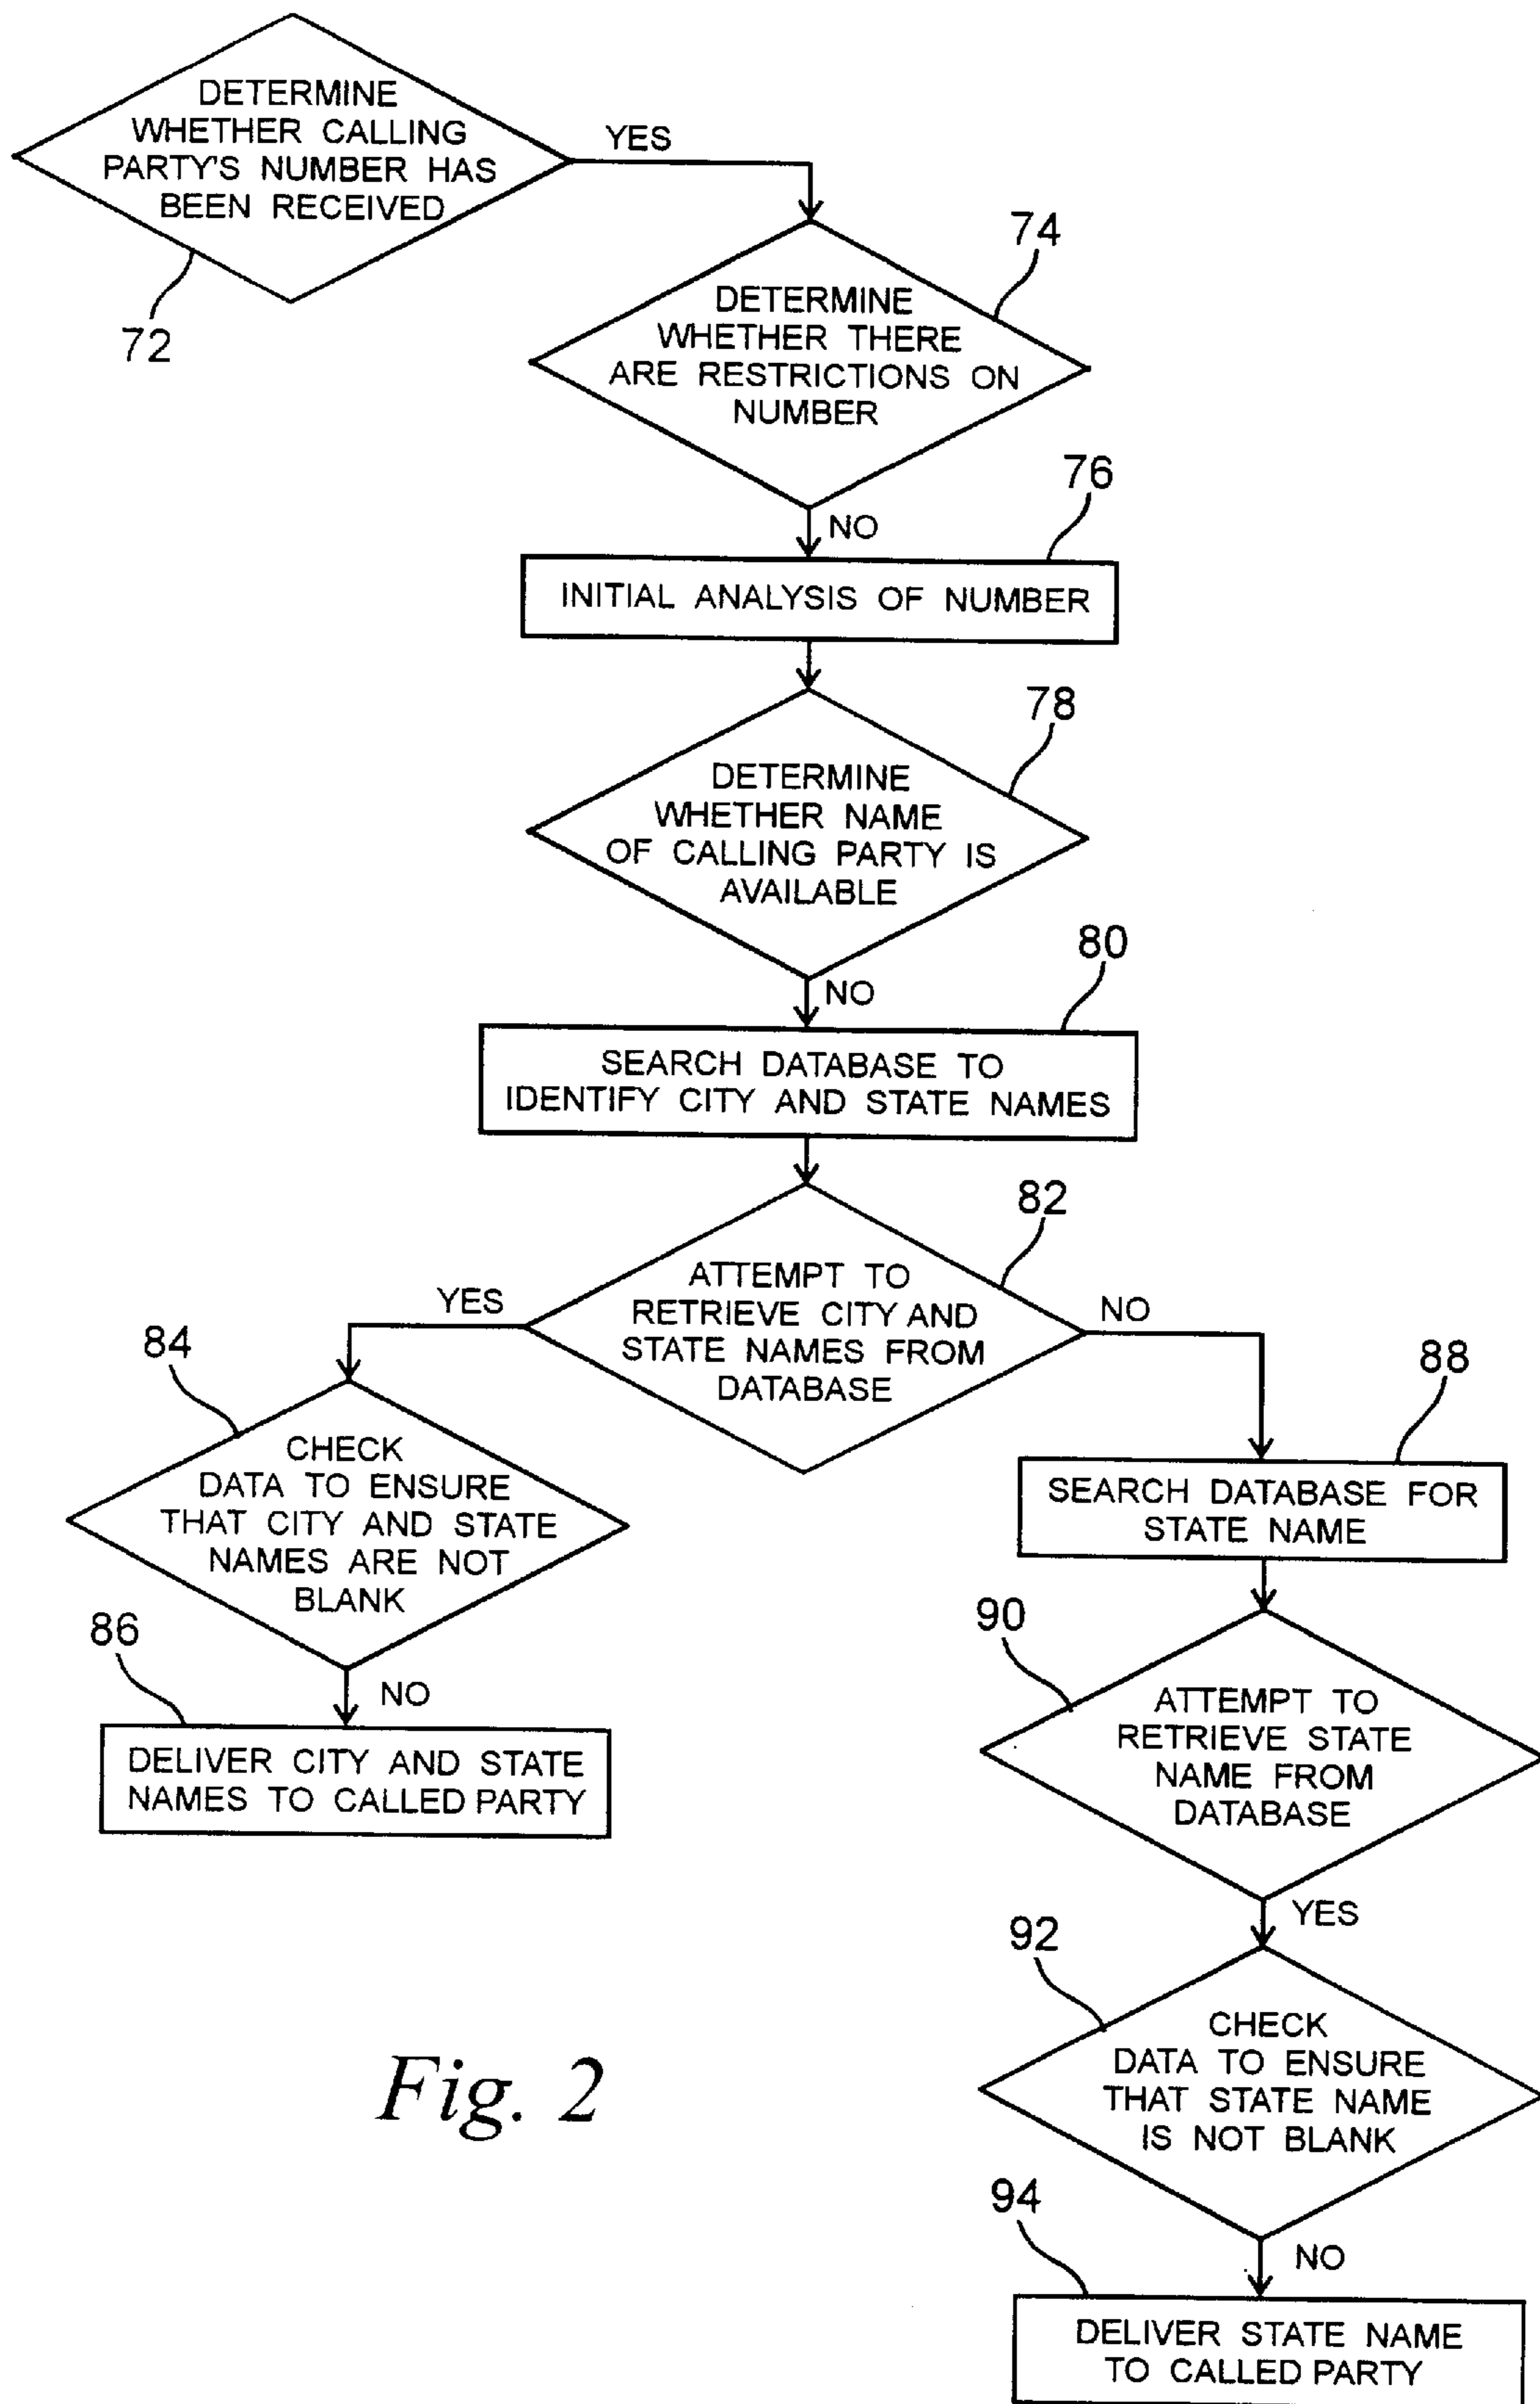 DETERMINE
WHETHER CALLING
PARTY'S NUMBER HAS
BEEN RECEIVED
YES
72
74
DETERMINE
WHETHER THERE
ARE RESTRICTIONS ON
NUMBER
NO
76
INITIAL ANALYSIS OF NUMBER
78
DETERMINE
WHETHER NAME
OF CALLING PARTY IS
AVAILABLE
NO
80
SEARCH DATABASE TO
IDENTIFY CITY AND STATE NAMES
82
ATTEMPT TO
RETRIEVE CITY AND
STATE NAMES FROM
DATABASE
YES
NO
84
CHECK
DATA TO ENSURE
THAT CITY AND STATE
NAMES ARE NOT
BLANK
NO
86
DELIVER CITY AND STATE
NAMES TO CALLED PARTY
88
SEARCH DATABASE FOR
STATE NAME
90
ATTEMPT TO
RETRIEVE STATE
NAME FROM
DATABASE
YES
92
CHECK
DATA TO ENSURE
THAT STATE NAME
IS NOT BLANK
NO
94
DELIVER STATE NAME
TO CALLED PARTY
Fig. 2